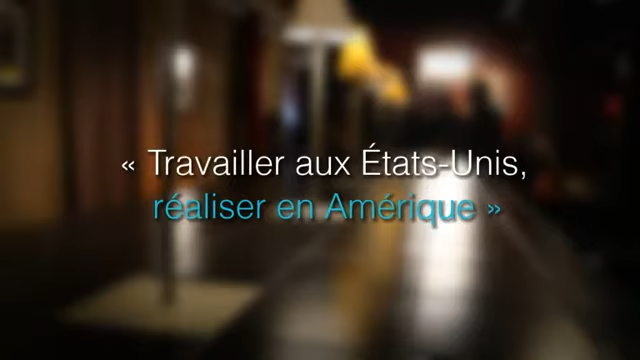 « Travailler aux États-Unis,
réaliser en Amérique »